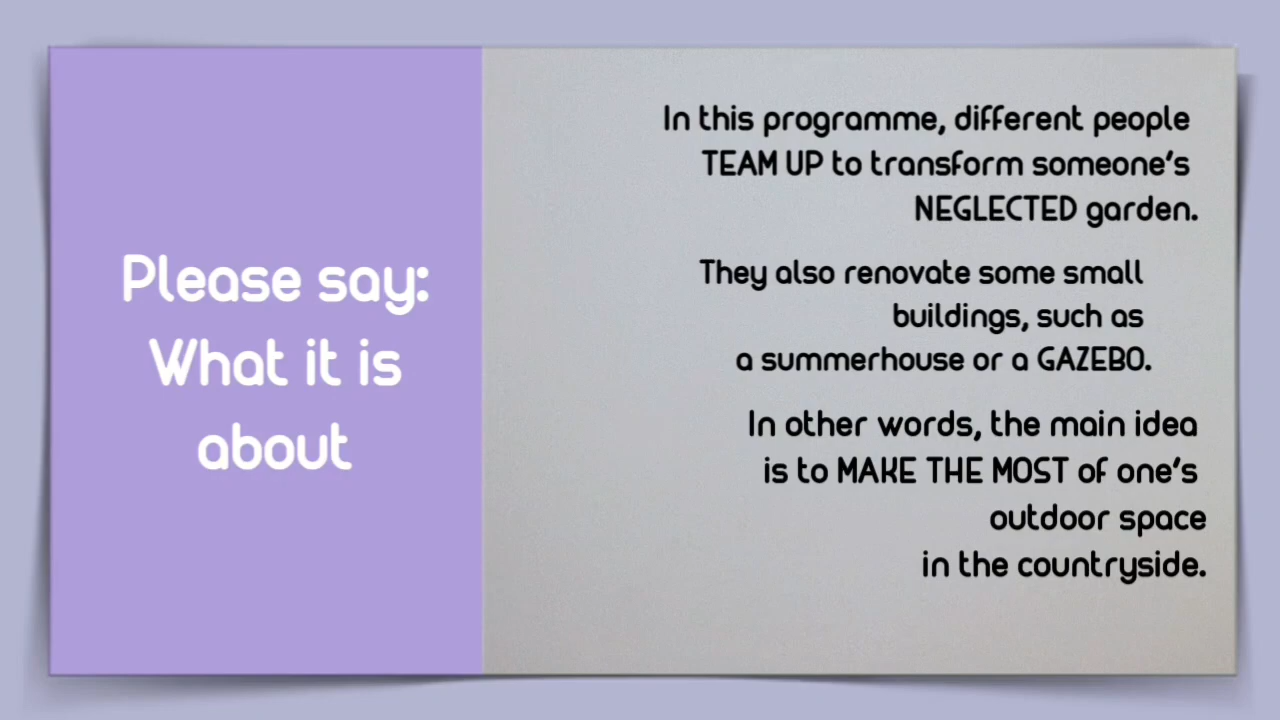 Please say:
What it is
about
In this programme, different people
TEAM UP to transform someone's
NEGLECTED garden.
They also renovate some small
buildings, such as
a summerhouse or a GAZEBO.
In other words, the main idea
is to MAKE THE MOST of one's
outdoor space
in the countryside.